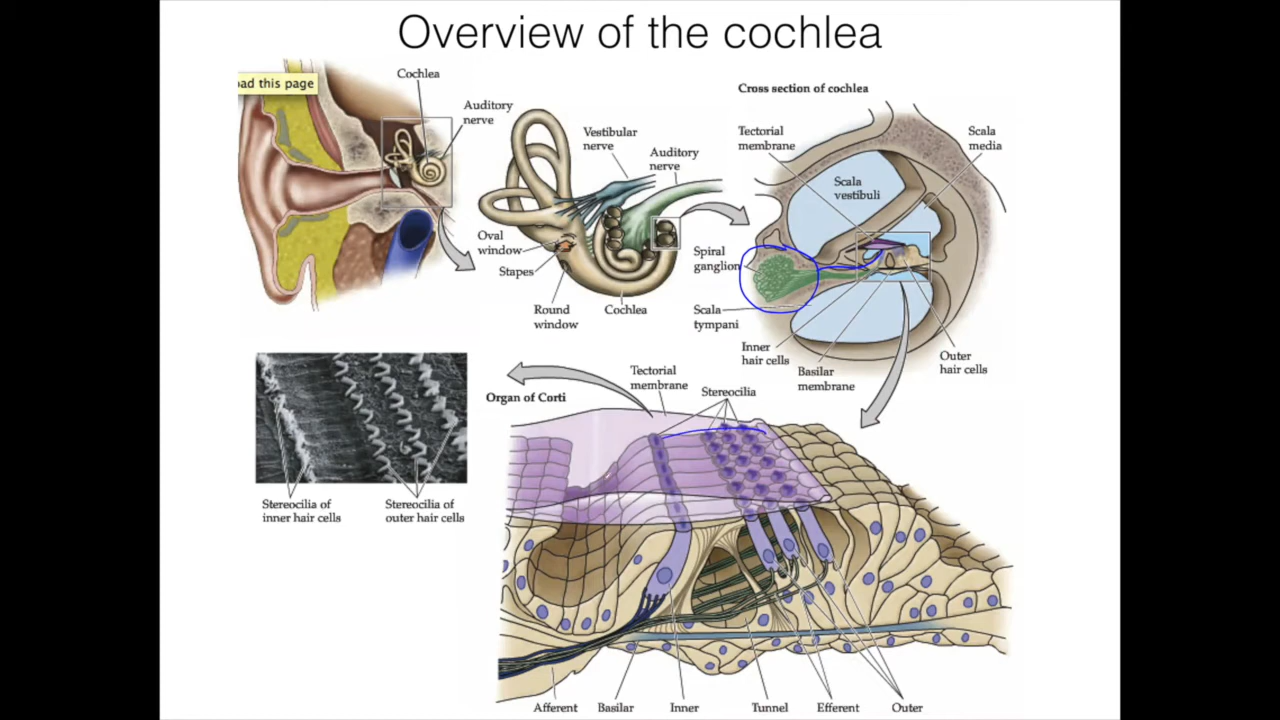 Overview of the cochlea
oad this page
Cochlea
Auditory
nerve
Vestibular
nerve
Auditory
nerve
Oval
window
Stapes
Round
window
Cochlea
Cross section of cochlea
Tectorial
membrane
Scala
media
Scala
vestibuli
Spiral
ganglion
Scala
tympani
Inner
hair cells
Basilar
membrane
Outer
hair cells
Stereocilia of
inner hair cells
Stereocilia of
outer hair cells
Organ of Corti
Tectorial
membrane
Stereocilia
Afferent
Basilar
Inner
Tunnel
Efferent
Outer